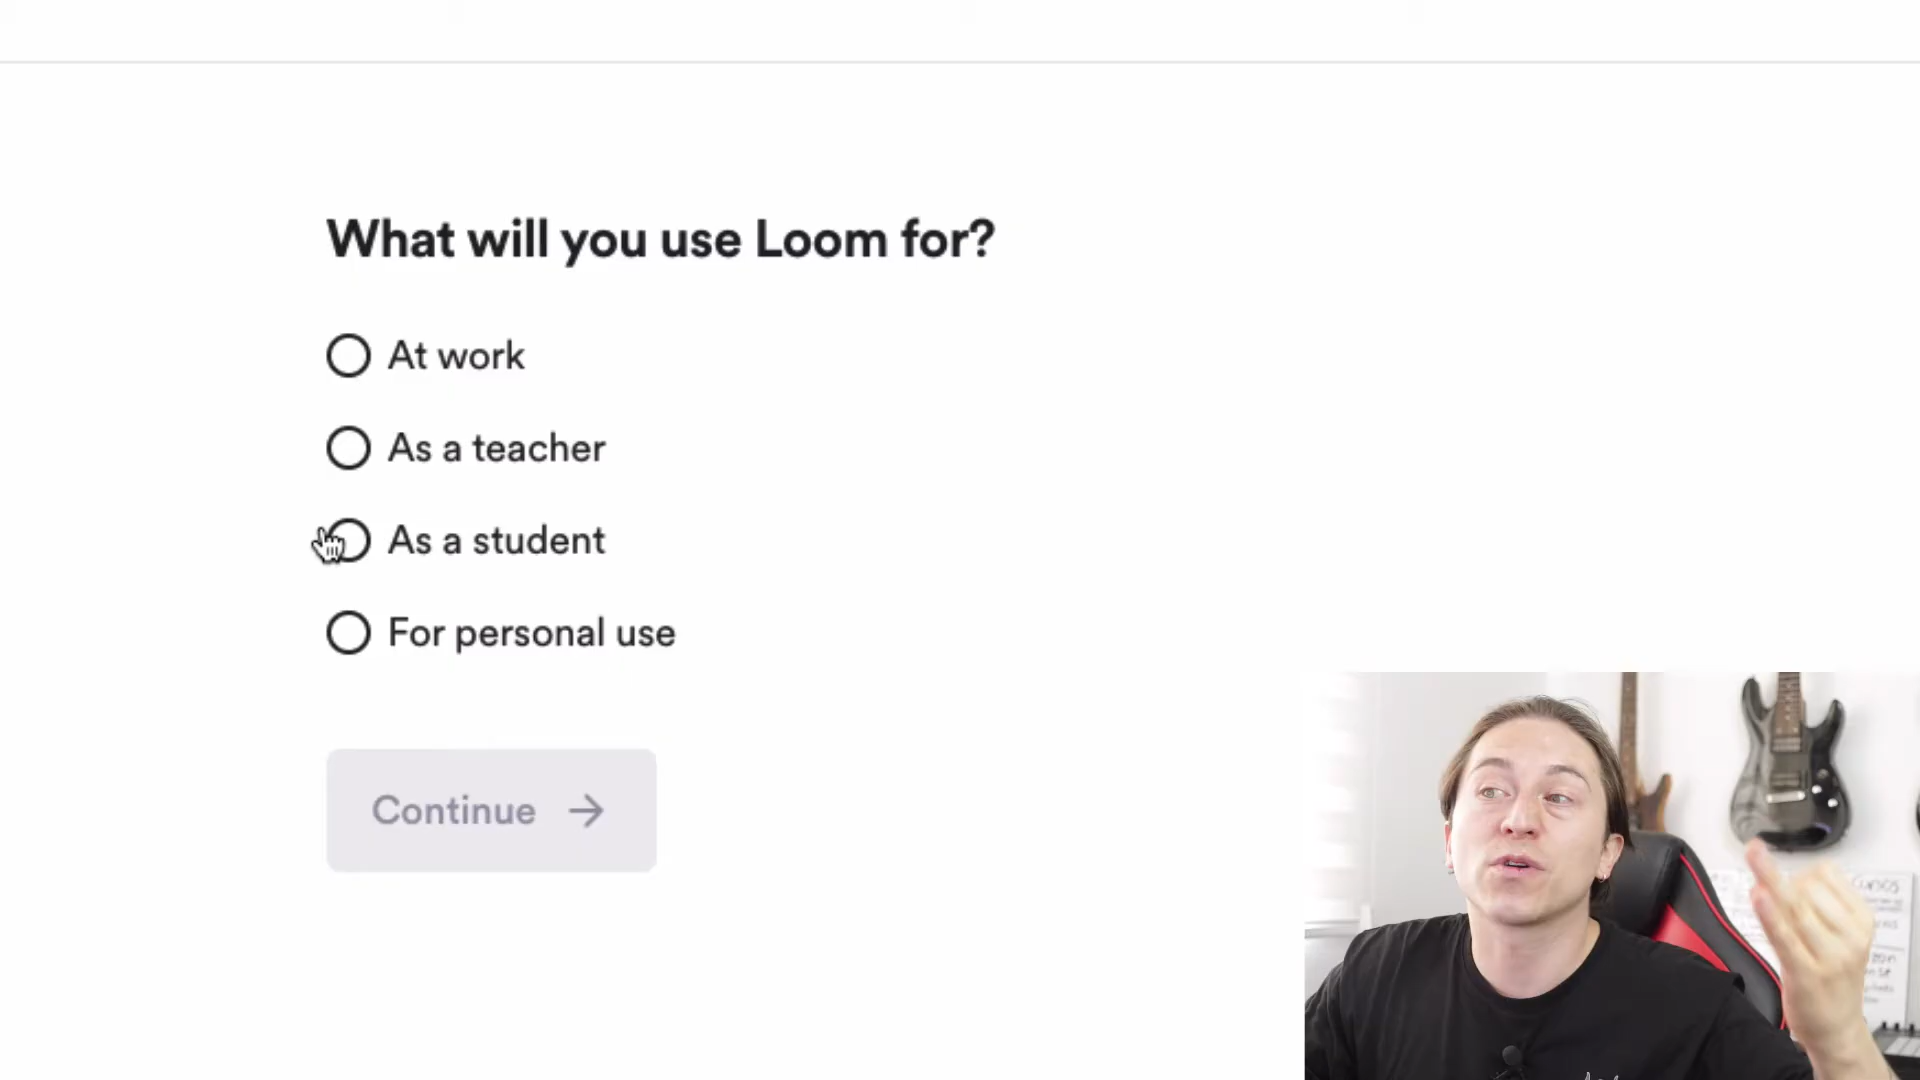 What will you use Loom for?
At work
As a teacher
As a student
For personal use
Continue